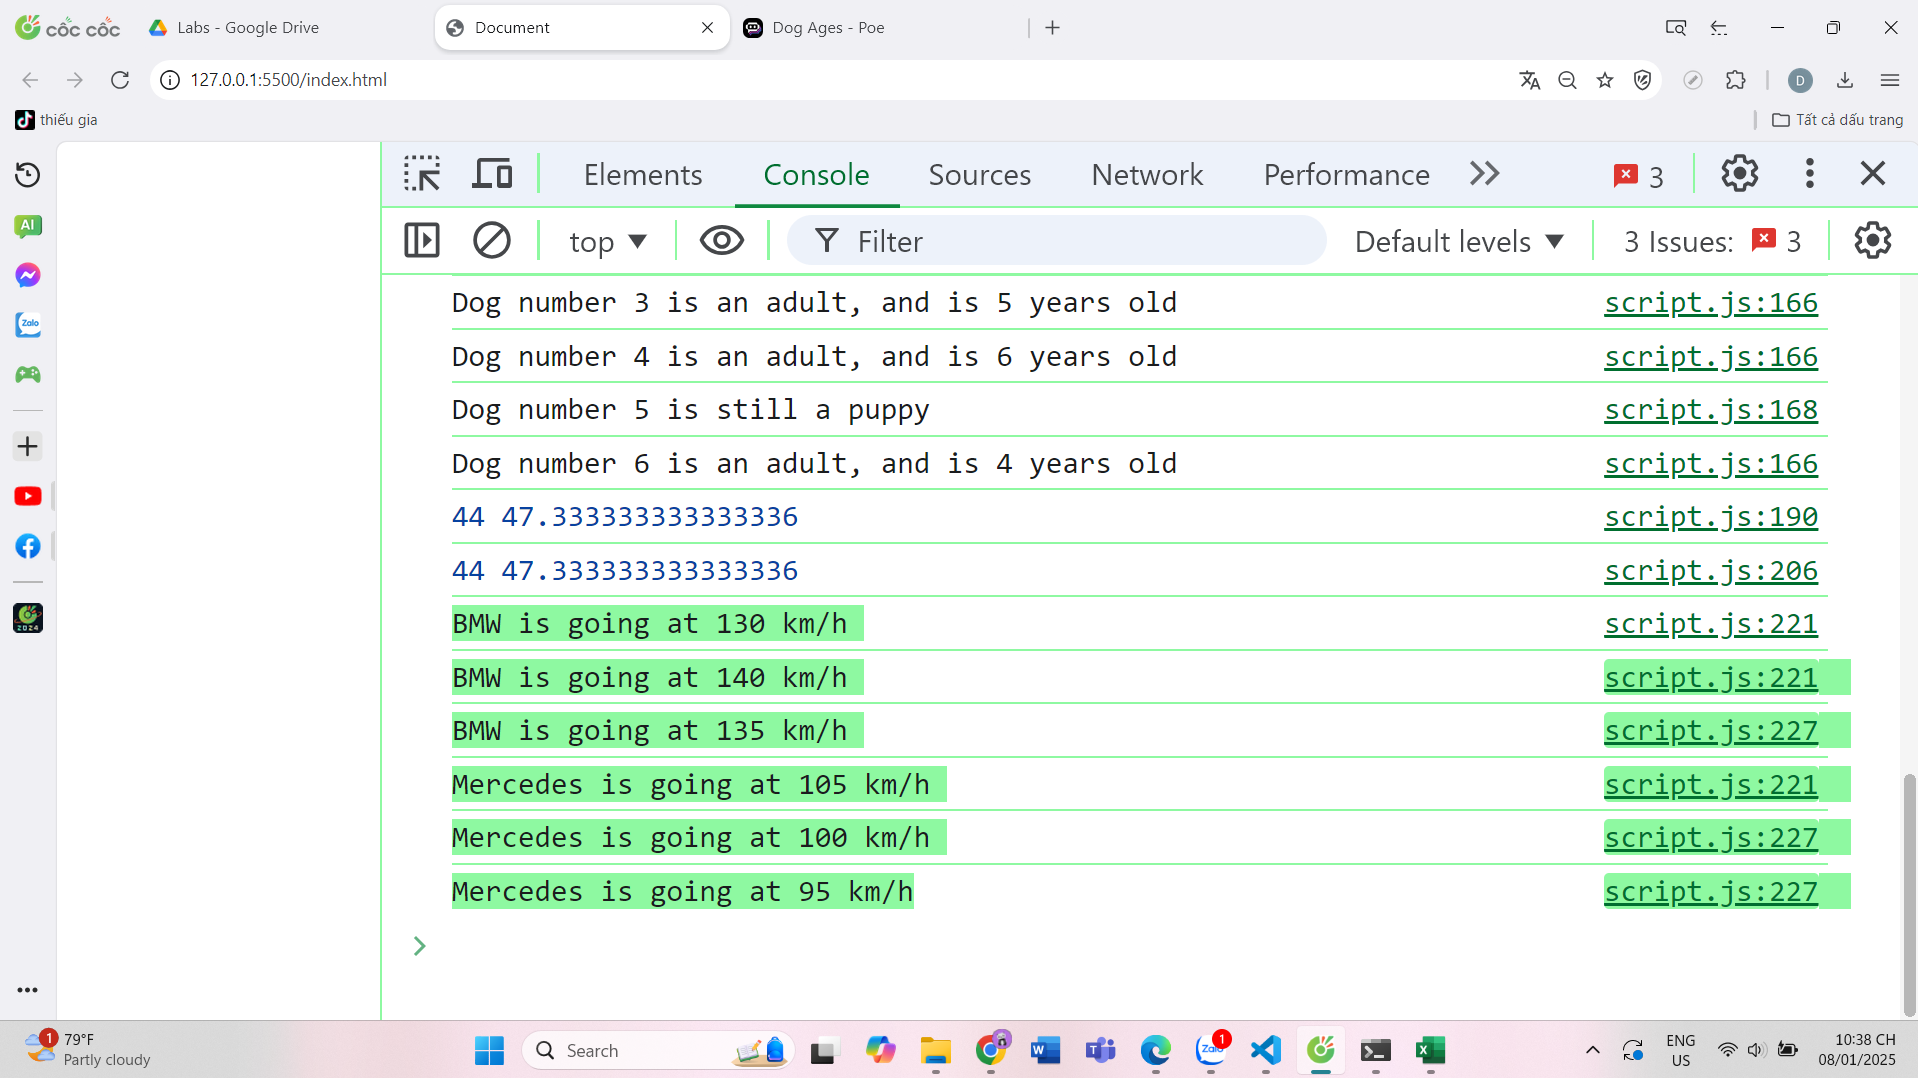 cốc cốc
Labs - Google Drive
Document
Dog Ages - Poe
127.0.0.1:5500/index.html
D
thiếu gia
Tất cả dấu trang
AI
Zalo
2024
Elements
Console
Sources
Network
Performance
3
top
Filter
Default levels
3 Issues:
3
Dog number 3 is an adult, and is 5 years old script.js:166
Dog number 4 is an adult, and is 6 years old script.js:166
Dog number 5 is still a puppy script.js:168
Dog number 6 is an adult, and is 4 years old script.js:166
44 47.333333333333336 script.js:190
44 47.333333333333336 script.js:206
BMW is going at 130 km/h script.js:221
BMW is going at 140 km/h script.js:221
BMW is going at 135 km/h script.js:227
Mercedes is going at 105 km/h script.js:221
Mercedes is going at 100 km/h script.js:227
Mercedes is going at 95 km/h script.js:227
1
79°F
Partly cloudy
Search
Zalo
1
ENG
US
10:38 CH
08/01/2025